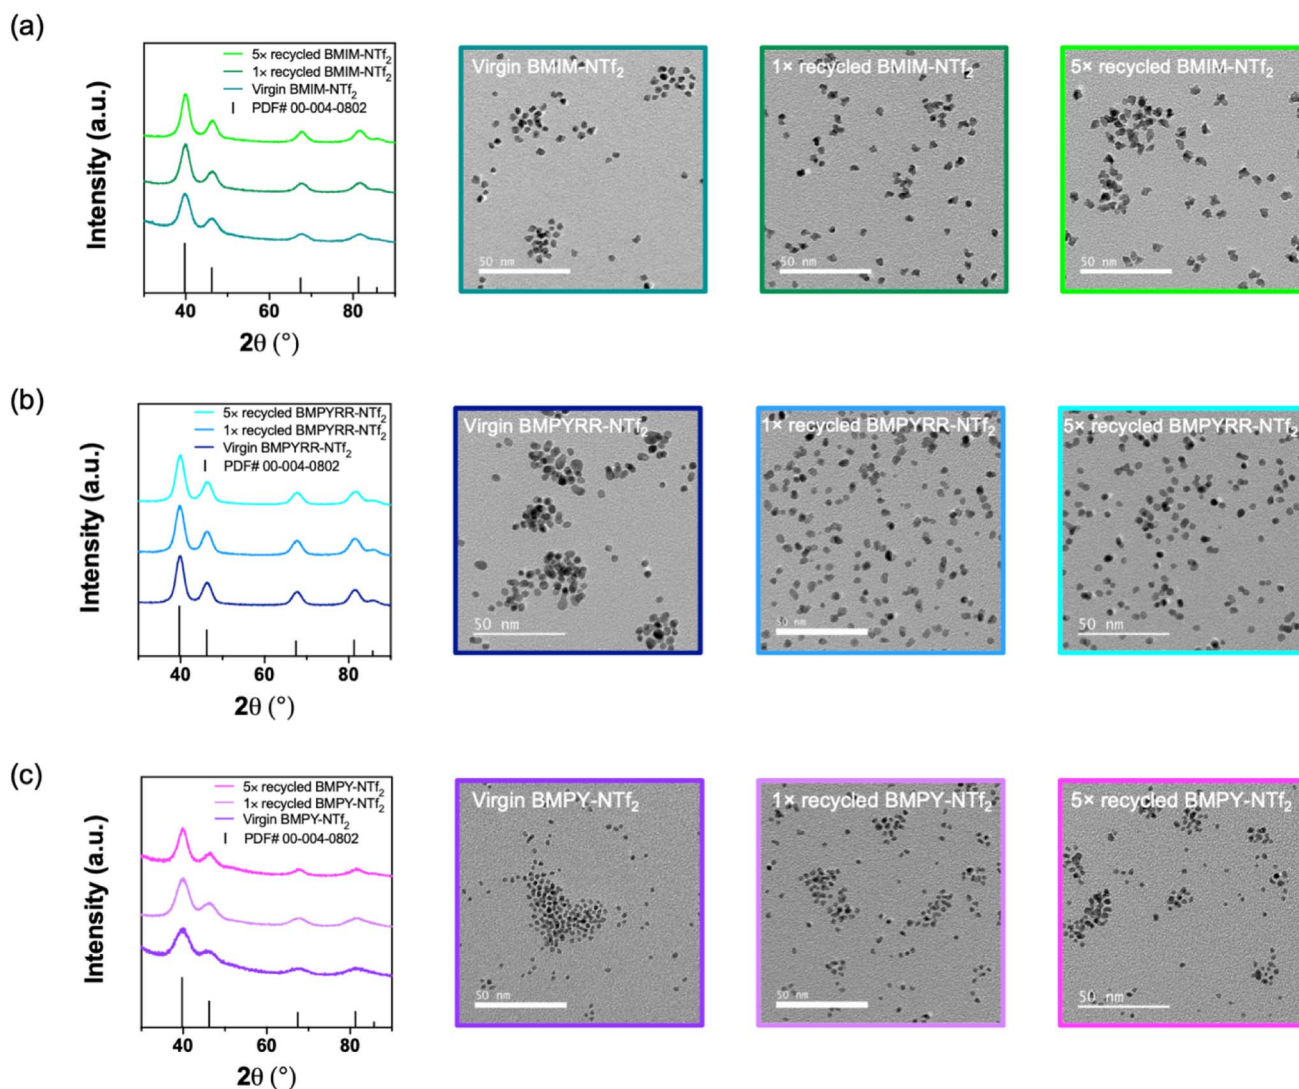 (a)
5× recycled BMIM-NTf₂
1× recycled BMIM-NTf₂
Virgin BMIM-NTf₂
PDF# 00-004-0802
Intensity (a.u.)
40 60 80
2θ (°)
Virgin BMIM-NTf₂
50 nm
1× recycled BMIM-NTf₂
50 nm
5× recycled BMIM-NTf₂
50 nm
(b)
5× recycled BMPYRR-NTf₂
1× recycled BMPYRR-NTf₂
Virgin BMPYRR-NTf₂
PDF# 00-004-0802
Intensity (a.u.)
40 60 80
2θ (°)
Virgin BMPYRR-NTf₂
50 nm
1× recycled BMPYRR-NTf₂
50 nm
5× recycled BMPYRR-NTf₂
50 nm
(c)
5× recycled BMPY-NTf₂
1× recycled BMPY-NTf₂
Virgin BMPY-NTf₂
PDF# 00-004-0802
Intensity (a.u.)
40 60 80
2θ (°)
Virgin BMPY-NTf₂
50 nm
1× recycled BMPY-NTf₂
50 nm
5× recycled BMPY-NTf₂
50 nm